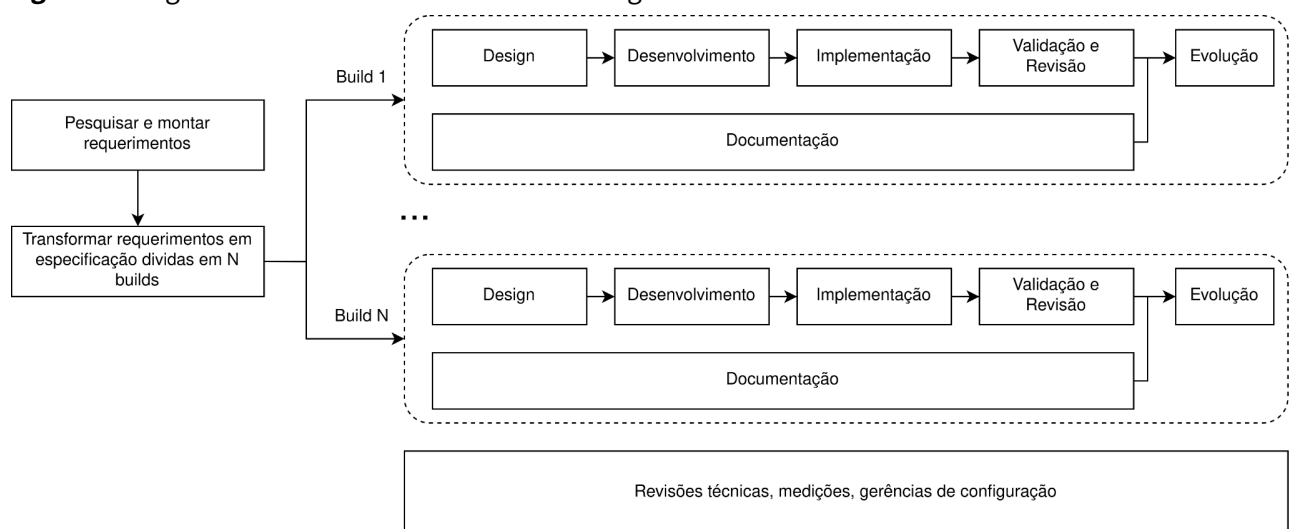 Design
Desenvolvimento
Implementação
Validação e
Revisão
Evolução
Build 1
Documentação
Pesquisar e montar
requerimentos
...
Transformar requerimentos em
especificação dividas em N
builds
Design
Desenvolvimento
Implementação
Validação e
Revisão
Evolução
Build N
Documentação
Revisões técnicas, medições, gerências de configuração